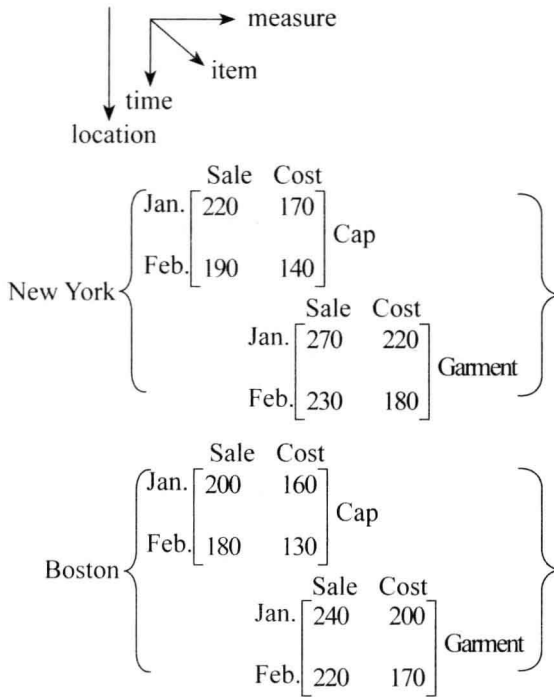 measure
item
time
location
Sale Cost
Jan. 220 170
Cap
Feb. 190 140
New York
Sale Cost
Jan. 270 220
Garment
Feb. 230 180
Sale Cost
Jan. 200 160
Cap
Feb. 180 130
Boston
Sale Cost
Jan. 240 200
Garment
Feb. 220 170